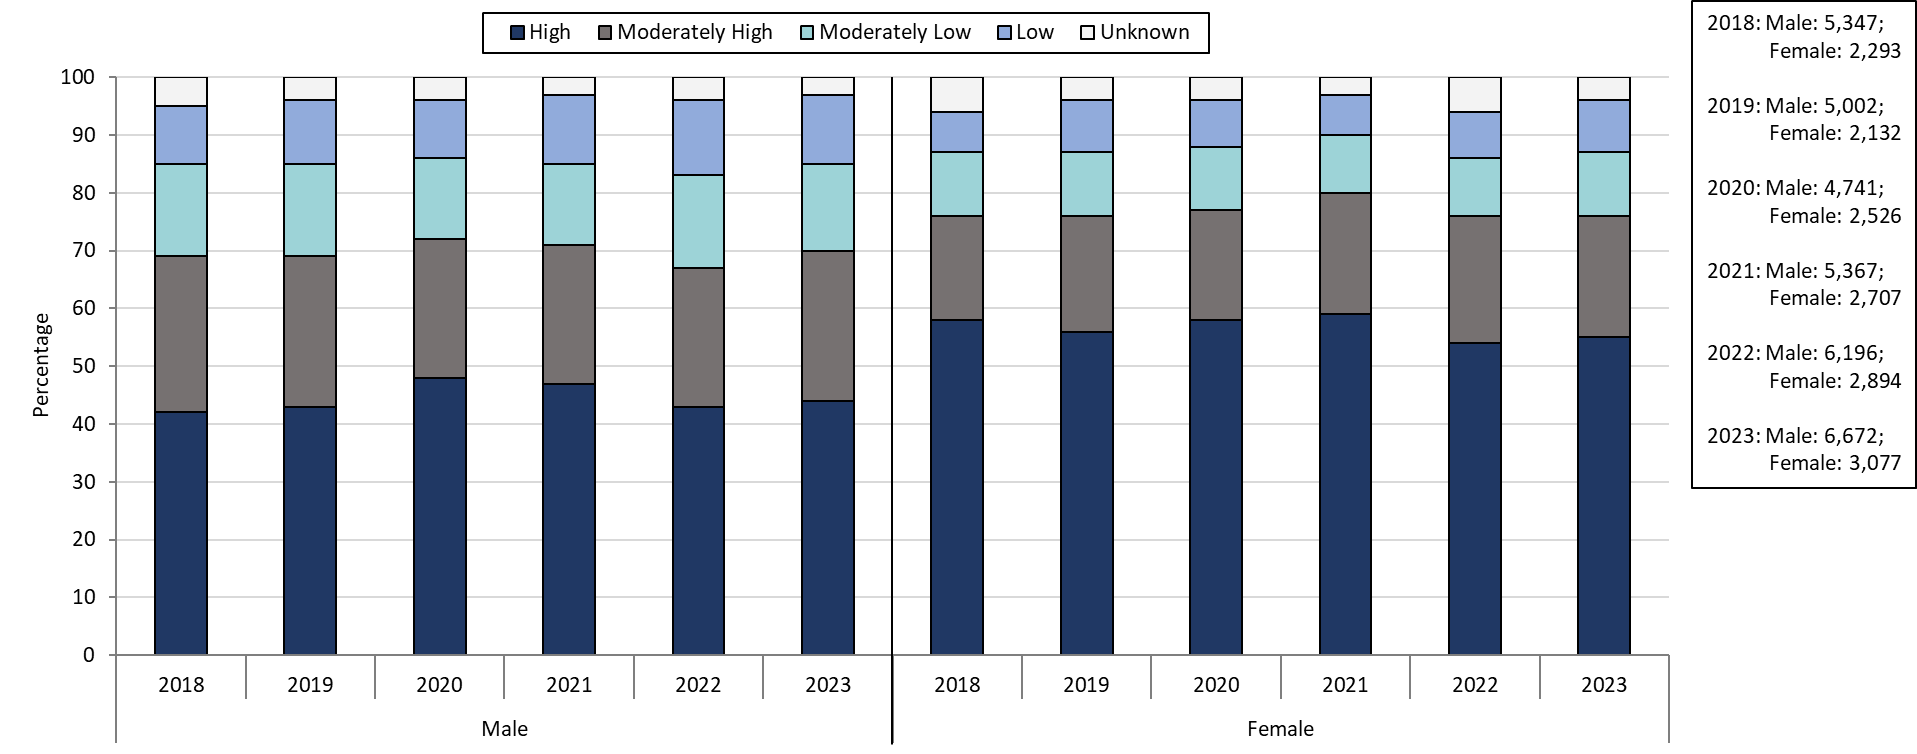 High Moderately High Moderately Low Low Unknown
2018: Male: 5,347;
Female: 2,293
2019: Male: 5,002;
Female: 2,132
2020: Male: 4,741;
Female: 2,526
2021: Male: 5,367;
Female: 2,707
2022: Male: 6,196;
Female: 2,894
2023: Male: 6,672;
Female: 3,077
Percentage
100
90
80
70
60
50
40
30
20
10
0
2018 2019 2020 2021 2022 2023 2018 2019 2020 2021 2022 2023
Male Female